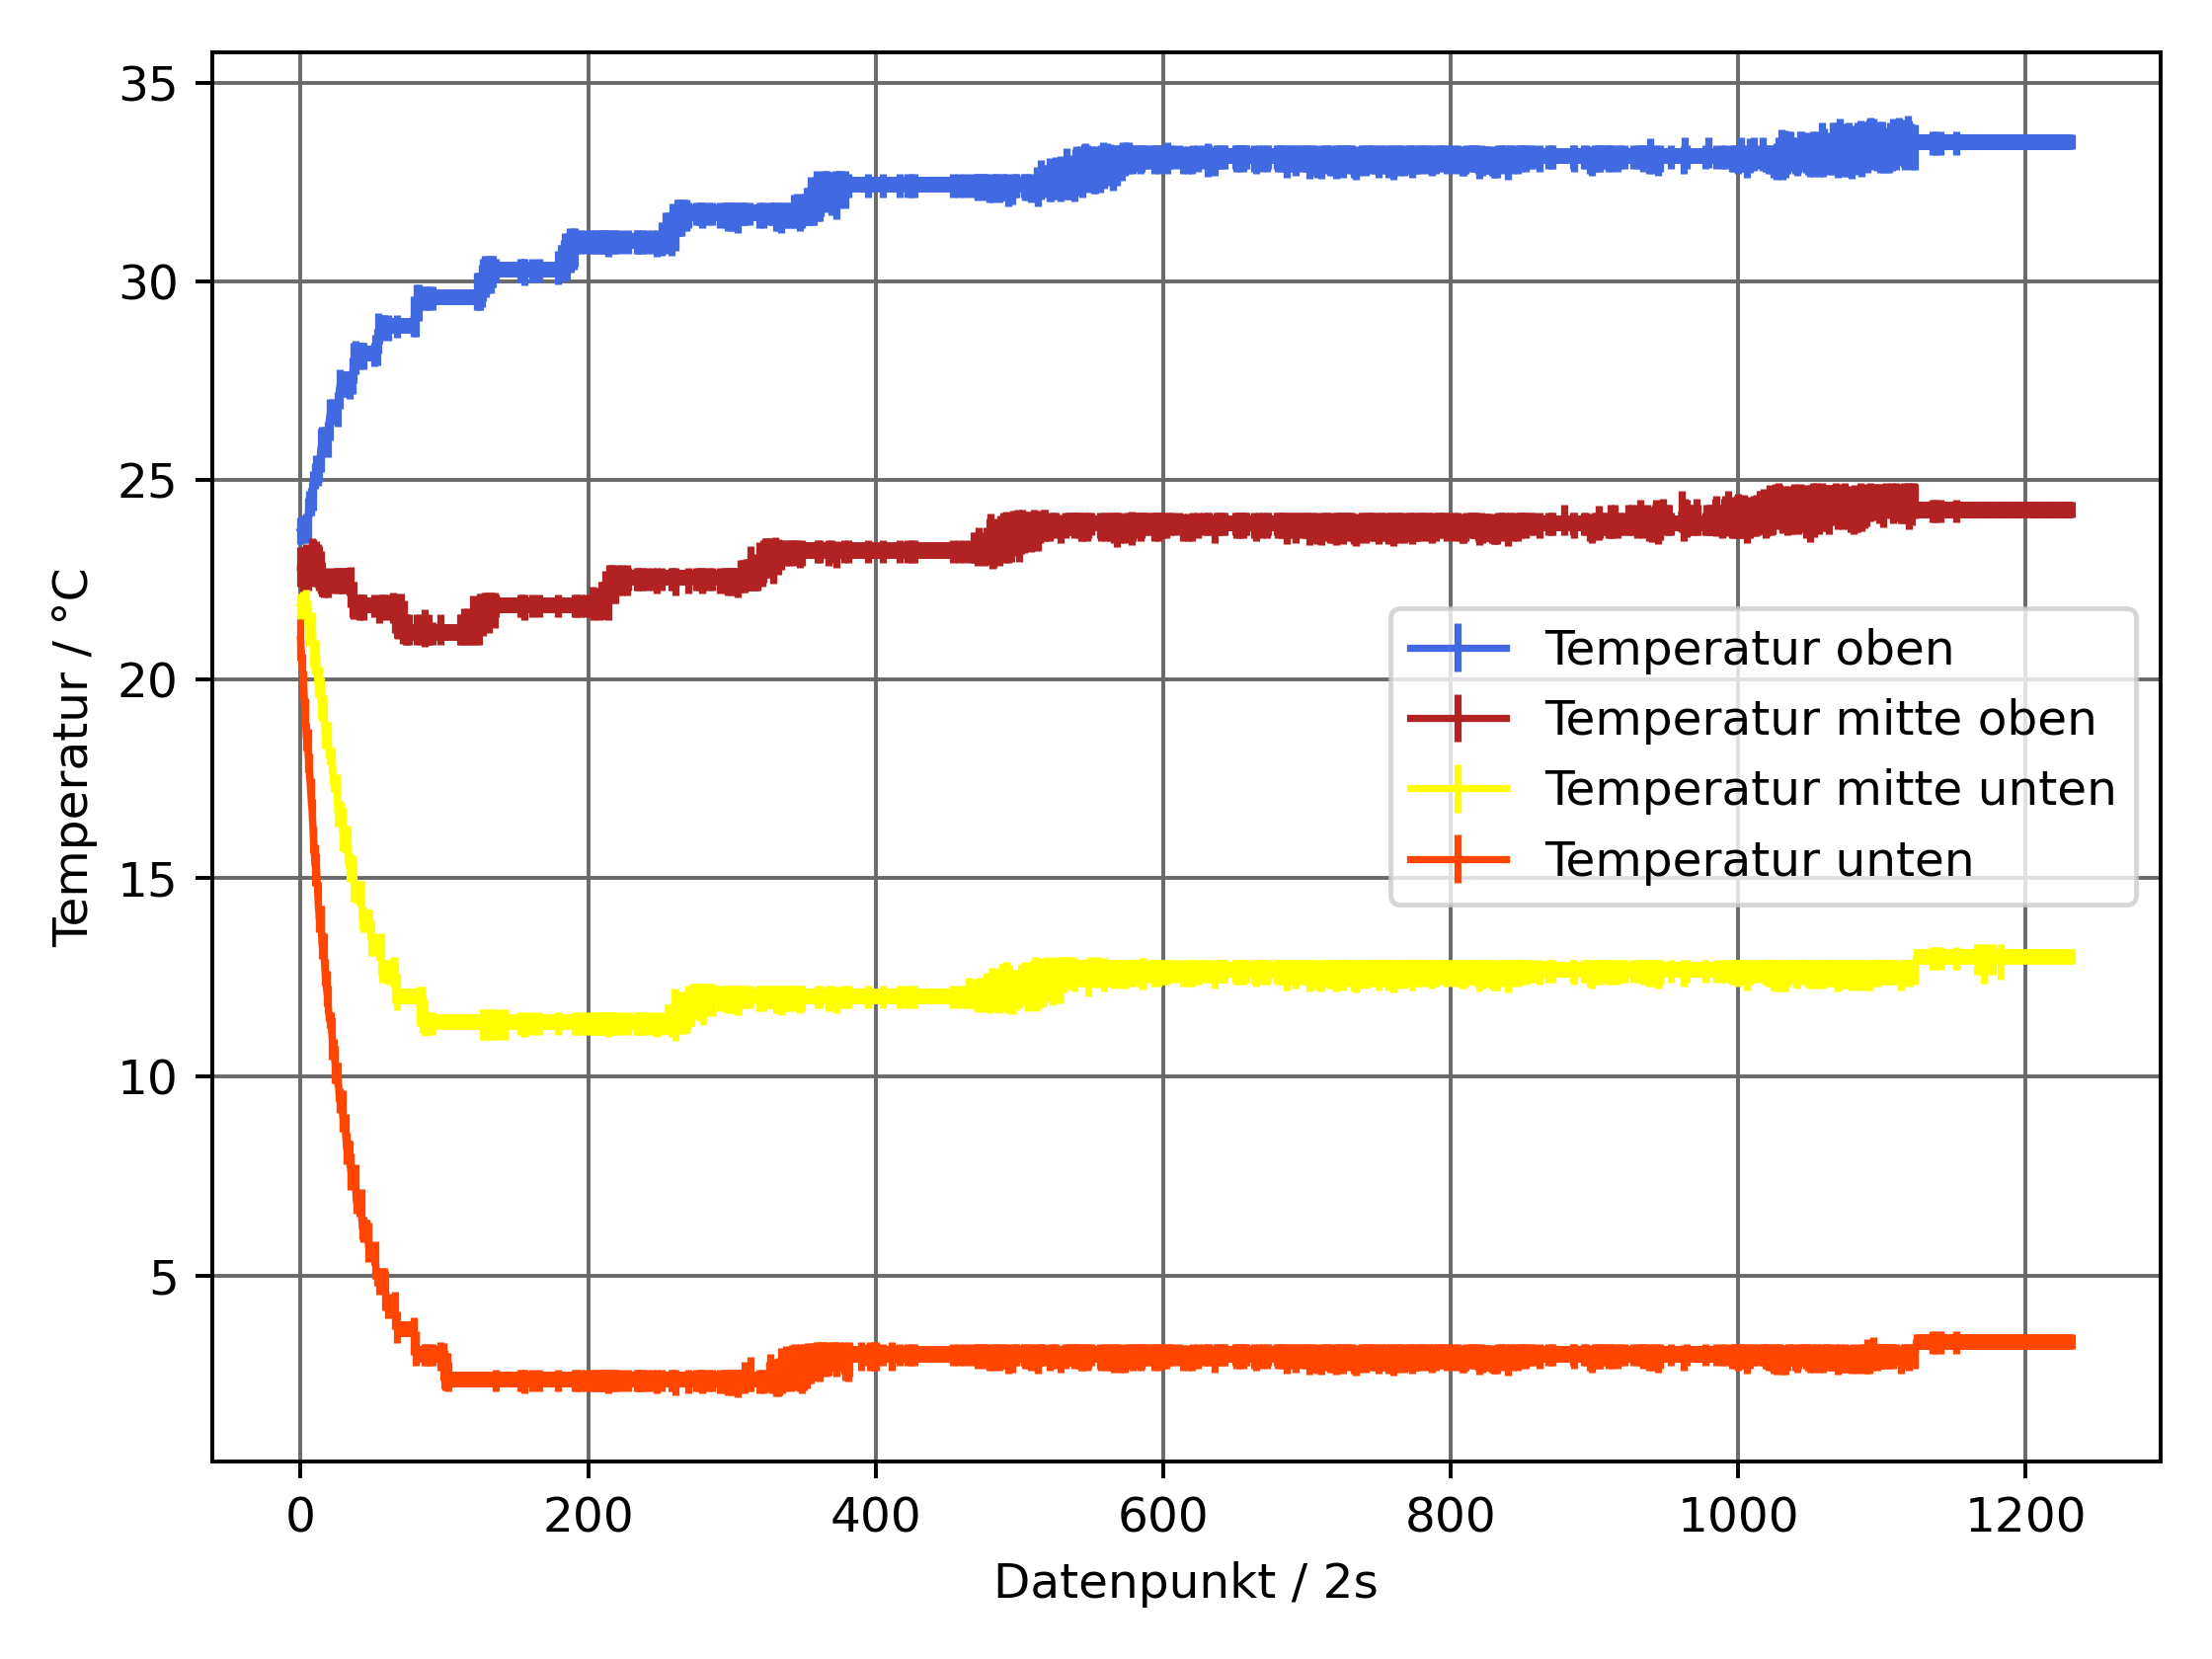 35
30
25
20
15
10
5
Temperatur / °C
Temperatur oben
Temperatur mitte oben
Temperatur mitte unten
Temperatur unten
0 200 400 600 800 1000 1200
Datenpunkt / 2s